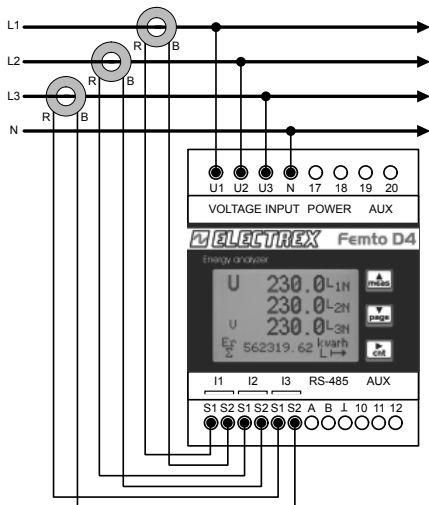 L1
R B
L2
R B
L3
R B
N
U1 U2 U3 N 17 18 19 20
VOLTAGE INPUT POWER AUX
ELECTREX Femto D4
Energy analyzer
U 230.0 L1N
meas
230.0 L2N
U 230.0 L3N
page
Er Σ 562319.62 kvarh L
cnt
I1 I2 I3 RS-485 AUX
S1 S2 S1 S2 S1 S2 A B ⊥ 10 11 12